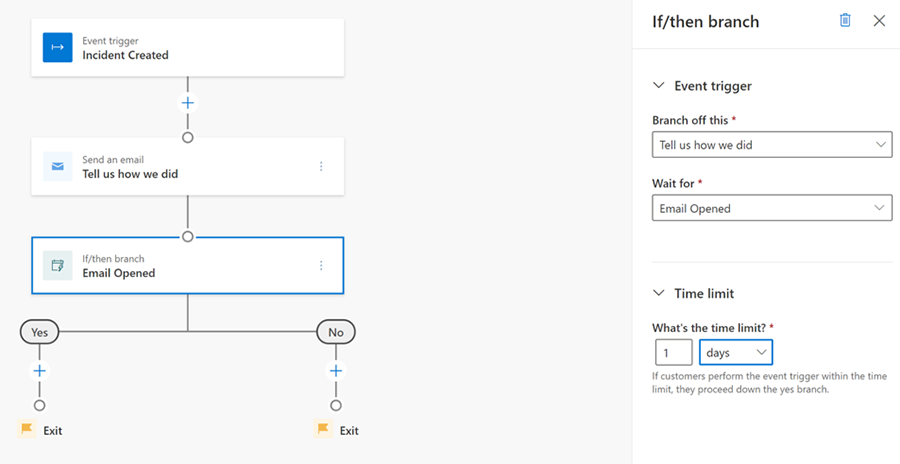 Event trigger
Incident Created
Send an email
Tell us how we did
If/then branch
Email Opened
Yes
No
Exit
Exit
If/then branch
Event trigger
Branch off this *
Tell us how we did
Wait for *
Email Opened
Time limit
What's the time limit? *
1
days
If customers perform the event trigger within the time
limit, they proceed down the yes branch.